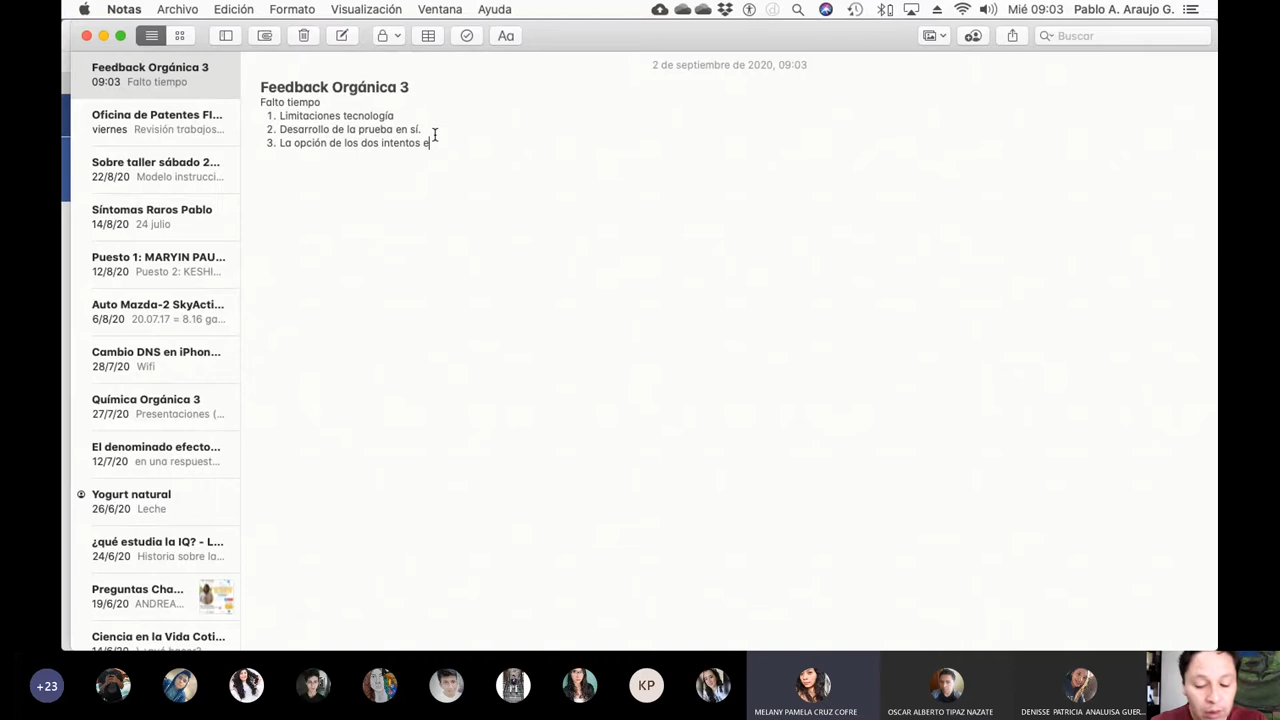 Notas Archivo Edición Formato Visualización Ventana Ayuda Mié 09:03 Pablo A. Araujo G.
Aa Buscar
Feedback Orgánica 3
09:03 Falto tiempo
Oficina de Patentes FI...
viernes Revisión trabajos...
Sobre taller sábado 2...
22/8/20 Modelo instrucci...
Síntomas Raros Pablo
14/8/20 24 julio
Puesto 1: MARYIN PAU...
12/8/20 Puesto 2: KESHI...
Auto Mazda-2 SkyActi...
6/8/20 20.07.17 = 8.16 ga...
Cambio DNS en iPhon...
28/7/20 Wifi
Química Orgánica 3
27/7/20 Presentaciones (...
El denominado efecto...
12/7/20 en una respuest...
Yogurt natural
26/6/20 Leche
¿qué estudia la IQ? - L...
24/6/20 Historia sobre la...
Preguntas Cha...
19/6/20 ANDREA...
Ciencia en la Vida Coti...
2 de septiembre de 2020, 09:03
Feedback Orgánica 3
Falto tiempo
1. Limitaciones tecnología
2. Desarrollo de la prueba en sí.
3. La opción de los dos intentos e
+23
KP
MELANY PAMELA CRUZ COFRE
OSCAR ALBERTO TIPAZ NAZATE
DENISSE PATRICIA ANALUISA GUER...